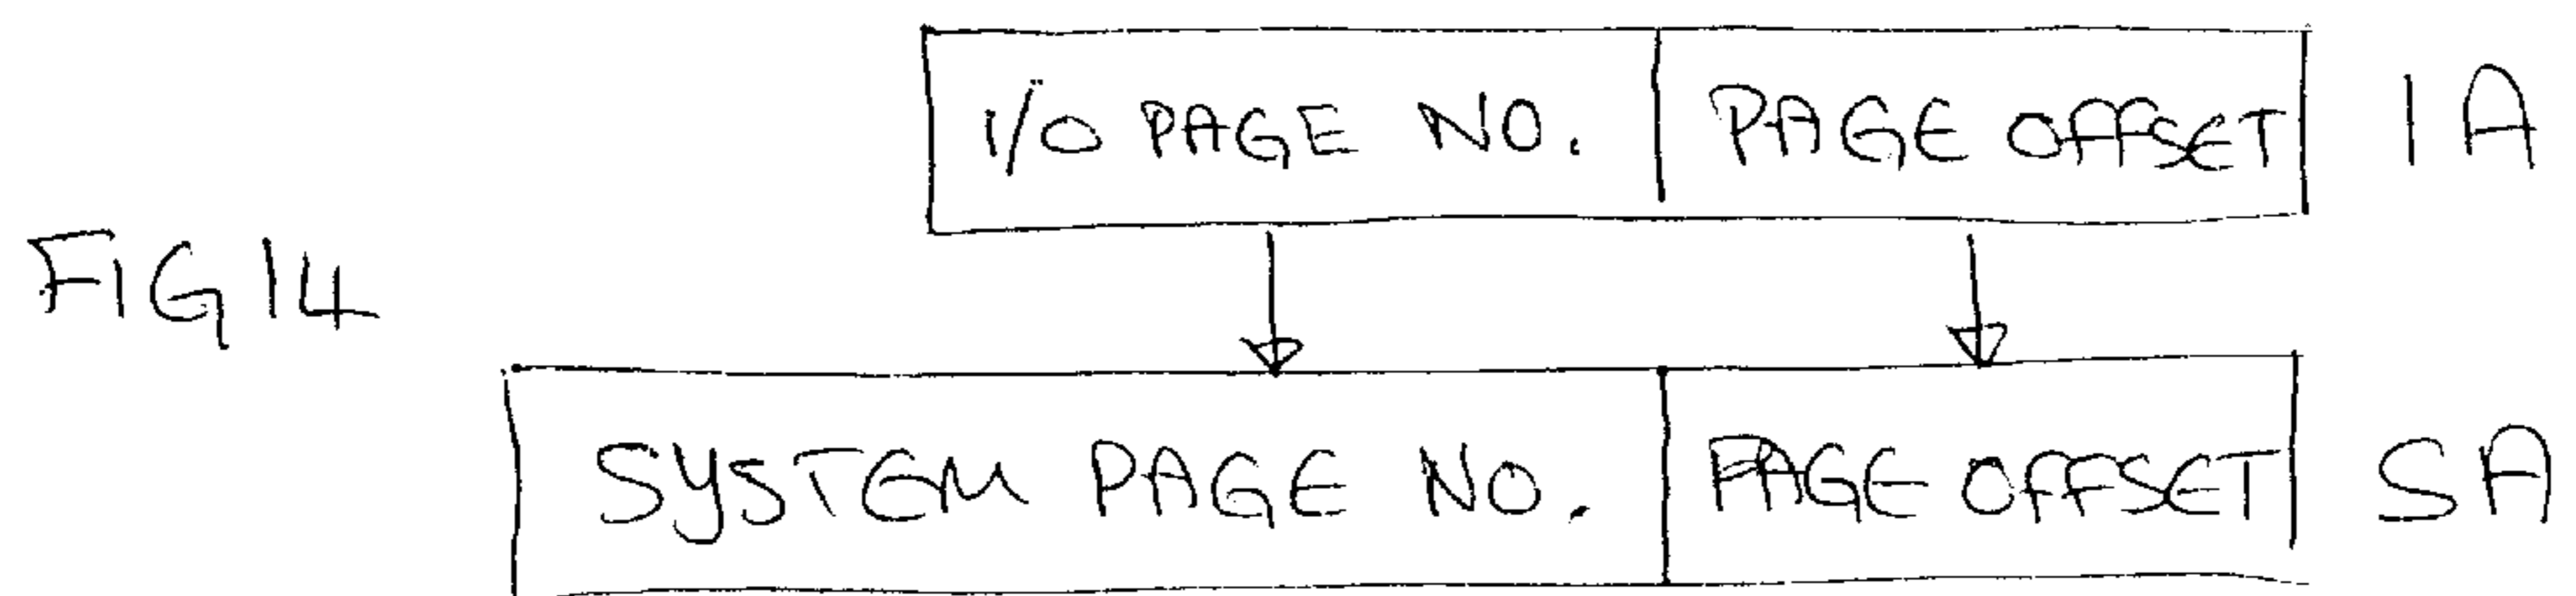 I/O PAGE NO. PAGE OFFSET IA
FIG 14
SYSTEM PAGE NO. PAGE OFFSET SA